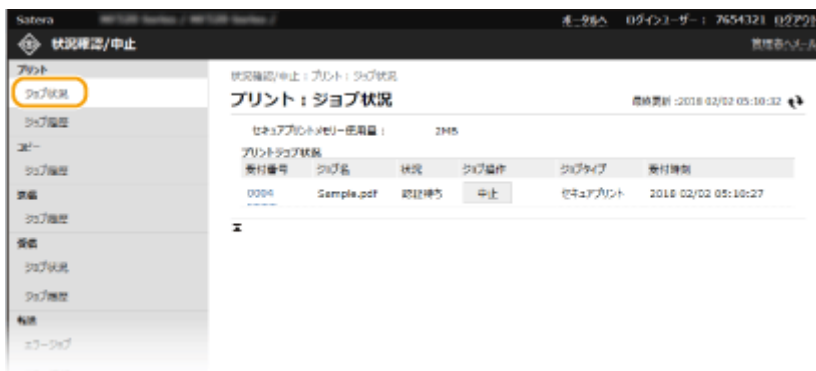 Satera
ポータルへ ログインユーザー： 7654321 ログアウト
状況確認/中止
管理者へメール
プリント
ジョブ状況
ジョブ履歴
コピー
ジョブ履歴
送信
ジョブ履歴
受信
ジョブ状況
ジョブ履歴
転送
エラージョブ
状況確認/中止：プリント：ジョブ状況
プリント：ジョブ状況
最終更新 :2018 02/02 05:10:32
セキュアプリントメモリー使用量： 2MB
プリントジョブ状況
受付番号 ジョブ名 状況 ジョブ操作 ジョブタイプ 受付時刻
0004 Sample.pdf 認証待ち 中止 セキュアプリント 2018 02/02 05:10:27